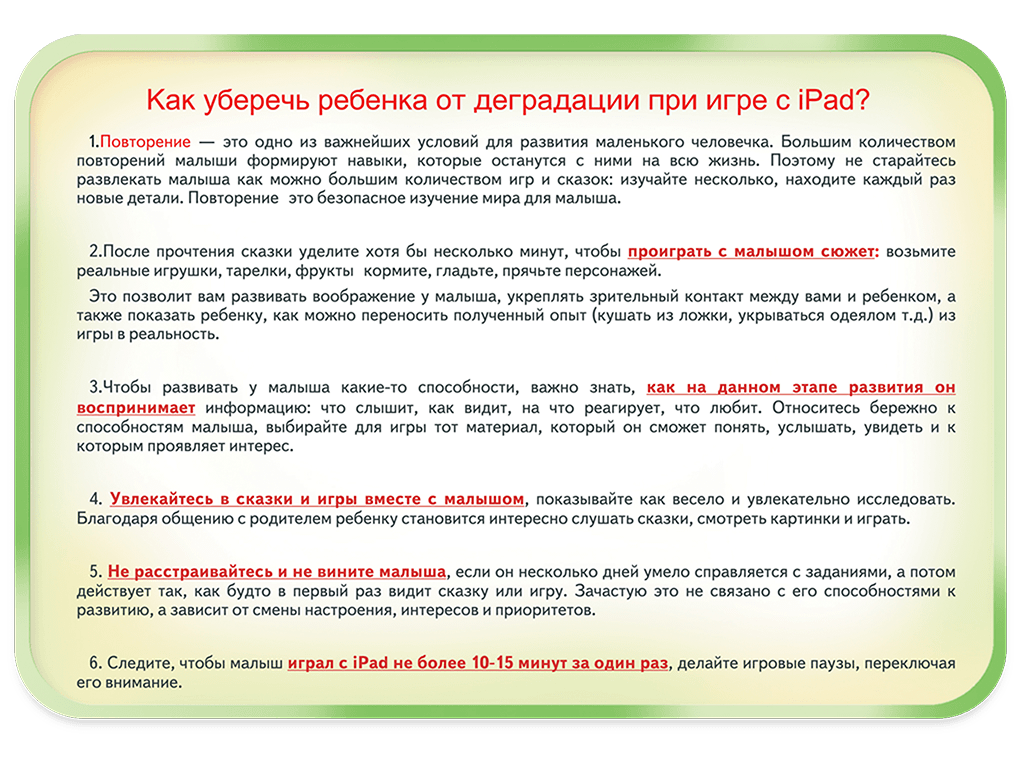 Как уберечь ребенка от деградации при игре с iPad?
1.Повторение — это одно из важнейших условий для развития маленького человечка. Большим количеством
повторений малыши формируют навыки, которые останутся с ними на всю жизнь. Поэтому не старайтесь
развлекать малыша как можно большим количеством игр и сказок: изучайте несколько, находите каждый раз
новые детали. Повторение это безопасное изучение мира для малыша.
2.После прочтения сказки уделите хотя бы несколько минут, чтобы проиграть с малышом сюжет: возьмите
реальные игрушки, тарелки, фрукты кормите, гладьте, прячьте персонажей.
Это позволит вам развивать воображение у малыша, укреплять зрительный контакт между вами и ребенком, а
также показать ребенку, как можно переносить полученный опыт (кушать из ложки, укрываться одеялом т.д.) из
игры в реальность.
3.Чтобы развивать у малыша какие-то способности, важно знать, как на данном этапе развития он
воспринимает информацию: что слышит, как видит, на что реагирует, что любит. Относитесь бережно к
способностям малыша, выбирайте для игры тот материал, который он сможет понять, услышать, увидеть и к
которым проявляет интерес.
4. Увлекайтесь в сказки и игры вместе с малышом, показывайте как весело и увлекательно исследовать.
Благодаря общению с родителем ребенку становится интересно слушать сказки, смотреть картинки и играть.
5. Не расстраивайтесь и не вините малыша, если он несколько дней умело справляется с заданиями, а потом
действует так, как будто в первый раз видит сказку или игру. Зачастую это не связано с его способностями к
развитию, а зависит от смены настроения, интересов и приоритетов.
6. Следите, чтобы малыш играл с iPad не более 10-15 минут за один раз, делайте игровые паузы, переключая
его внимание.